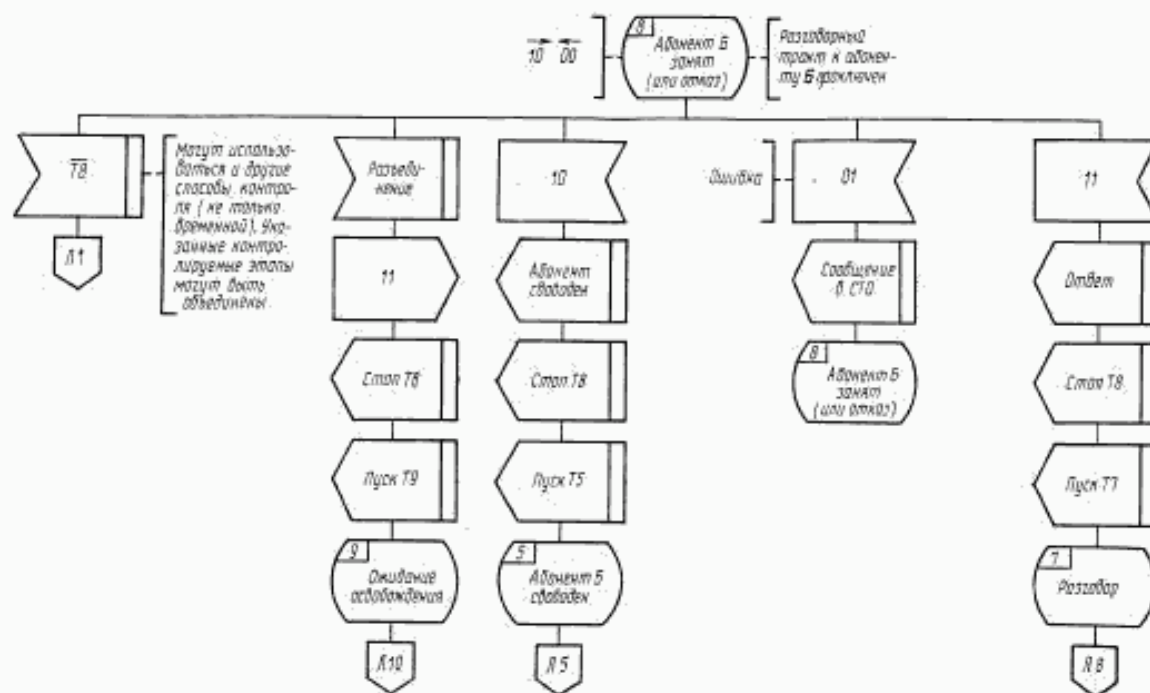 8
Абонент Б
занят
(или отказ)
10 00
Разговорный
тракт к абонен-
ту Б проключен
T8
Могут использо-
ваться и другие
способы контро-
ля (не только
временной). Ука-
занные контро-
лируемые этапы
могут быть
объединены
Л1
Разъеди-
нение
11
Стоп Т8
Пуск Т9
9
Ожидание
освобождения
Л10
10
Абонент
свободен
Стоп Т8
Пуск Т5
5
Абонент Б
свободен
Л5
Ошибка
01
Сообщение
в СТО
8
Абонент Б
занят
(или отказ)
11
Ответ
Стоп Т8
Пуск Т7
7
Разговор
Л8